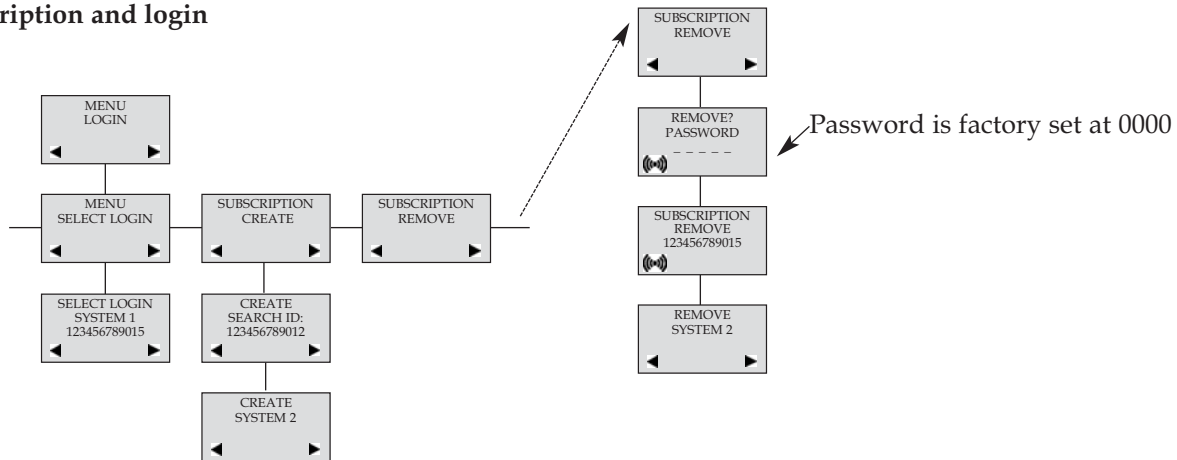 ription and login
MENU
LOGIN
MENU
SELECT LOGIN
SELECT LOGIN
SYSTEM 1
123456789015
SUBSCRIPTION
CREATE
CREATE
SEARCH ID:
123456789012
CREATE
SYSTEM 2
SUBSCRIPTION
REMOVE
SUBSCRIPTION
REMOVE
REMOVE?
PASSWORD
_ _ _ _ _
Password is factory set at 0000
SUBSCRIPTION
REMOVE
123456789015
REMOVE
SYSTEM 2